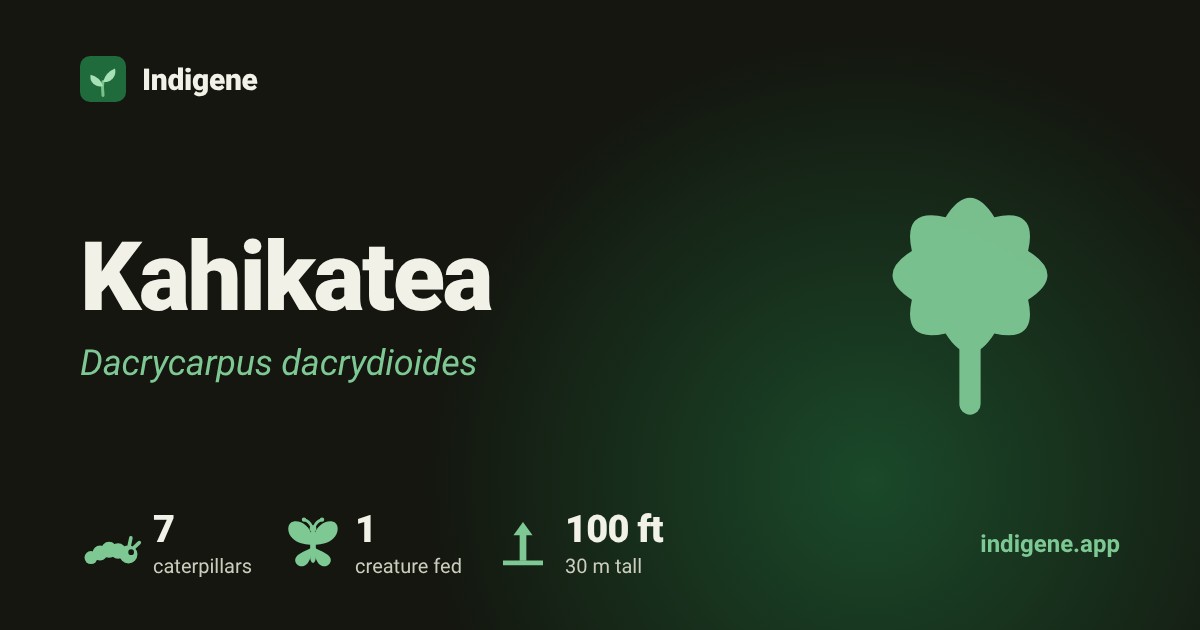 Indigene
Kahikatea
Dacrycarpus dacrydioides
7
caterpillars
1
creature fed
100 ft
30 m tall
indigene.app